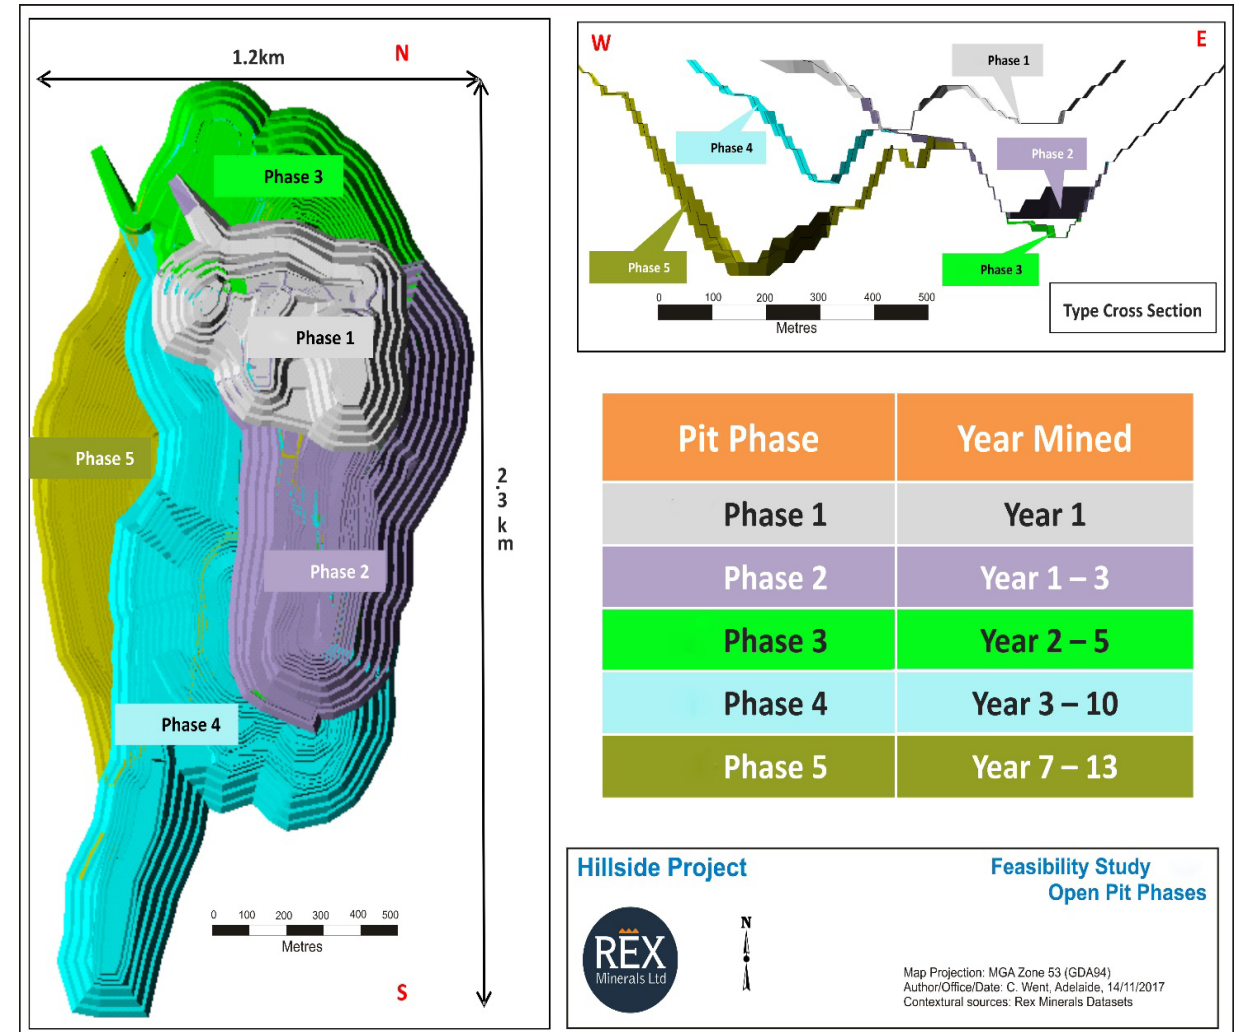 1.2km
N
Phase 3
Phase 1
Phase 5
2.3 km
Phase 2
Phase 4
0 100 200 300 400 500
Metres
S
W
E
Phase 1
Phase 4
Phase 2
Phase 5
Phase 3
0 100 200 300 400 500
Metres
Type Cross Section
Pit Phase Year Mined
Phase 1 Year 1
Phase 2 Year 1 – 3
Phase 3 Year 2 – 5
Phase 4 Year 3 – 10
Phase 5 Year 7 – 13
Hillside Project
Feasibility Study
Open Pit Phases
REX
Minerals Ltd
N
Map Projection: MGA Zone 53 (GDA94)
Author/Office/Date: C. Went, Adelaide, 14/11/2017
Contextural sources: Rex Minerals Datasets